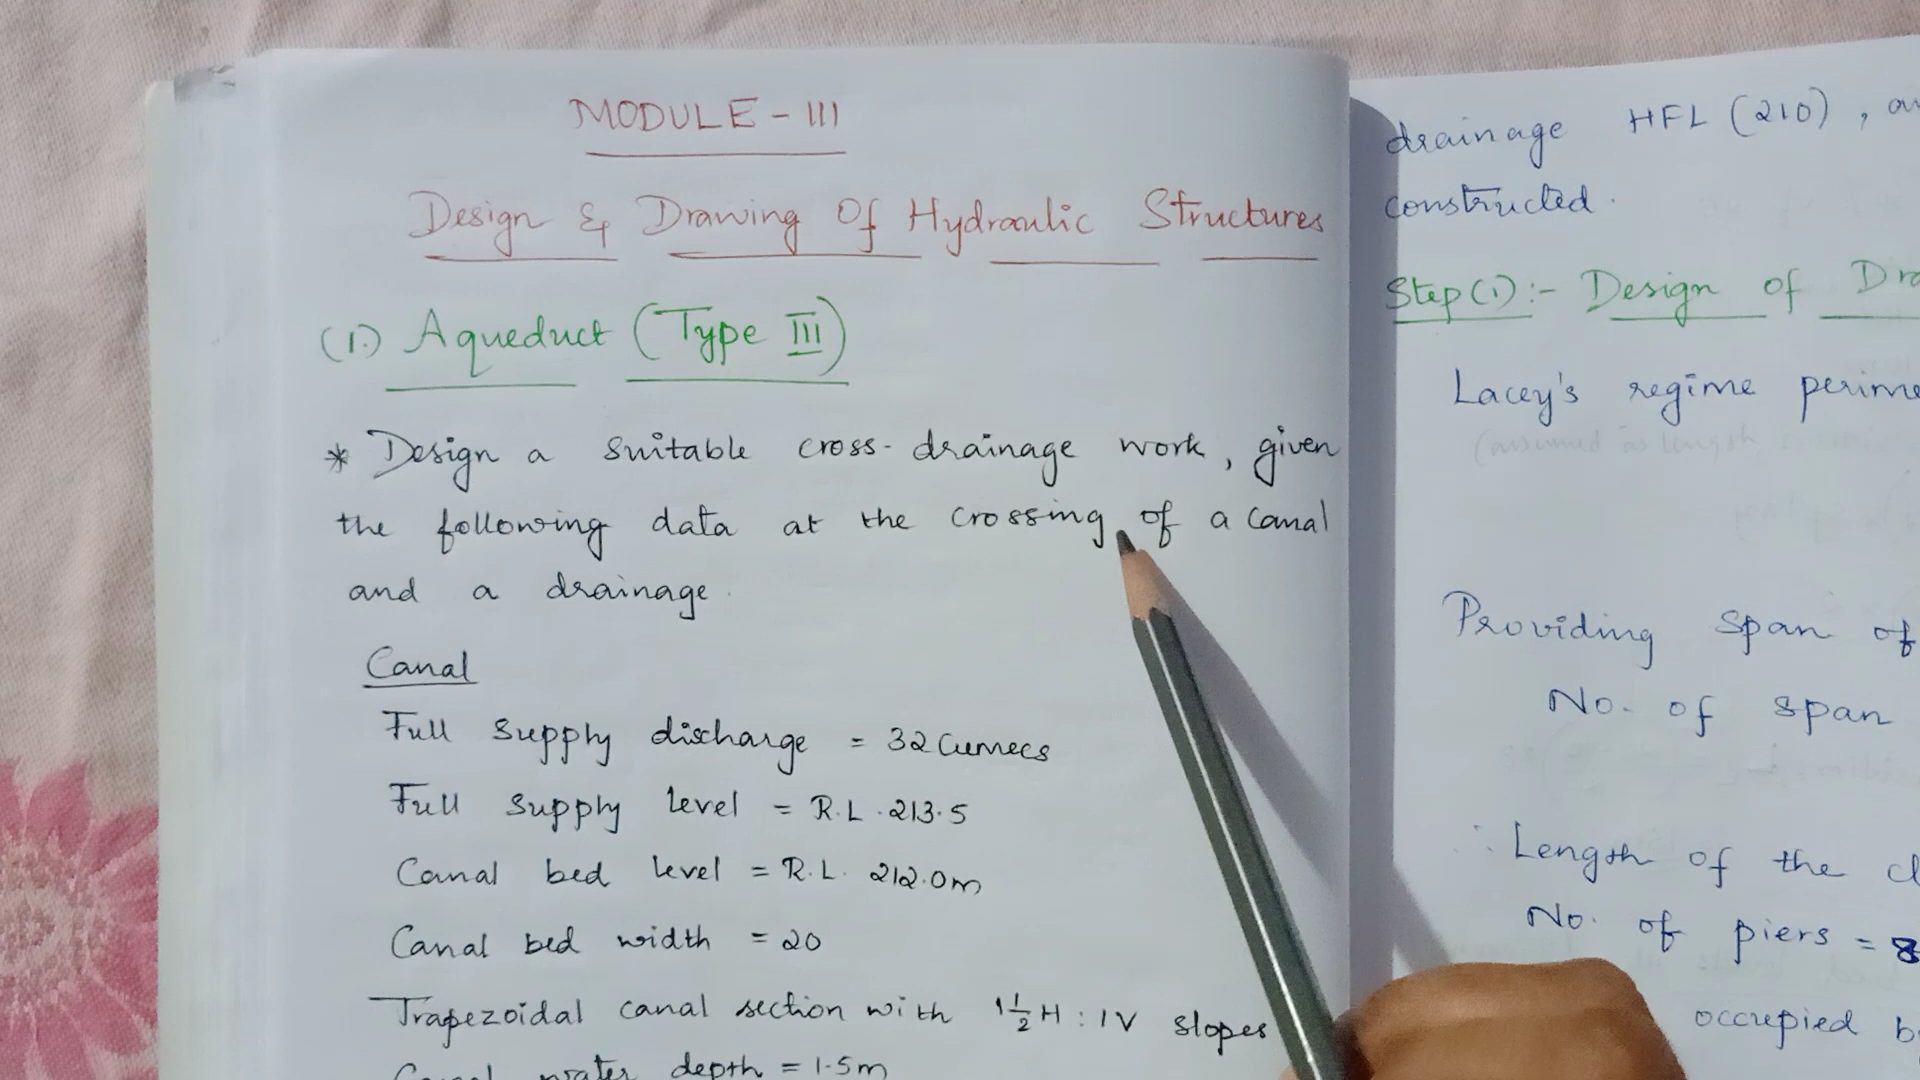 MODULE - III
Design & Drawing Of Hydraulic Structures
(1.) Aqueduct (Type III)
* Design a suitable cross-drainage work, given
the following data at the crossing of a canal
and a drainage.
Canal
Full supply discharge = 32 Cumecs
Full supply level = R.L. 213.5
Canal bed level = R.L. 212.0m
Canal bed width = 20
Trapezoidal canal section with 1 1/2 H : 1V slopes
Canal water depth = 1.5m
drainage HFL (210) ,
constructed.
Step (1) :- Design of
Lacey's regime
Providing span of
No. of span
Length of the
No. of piers = 8
occupied